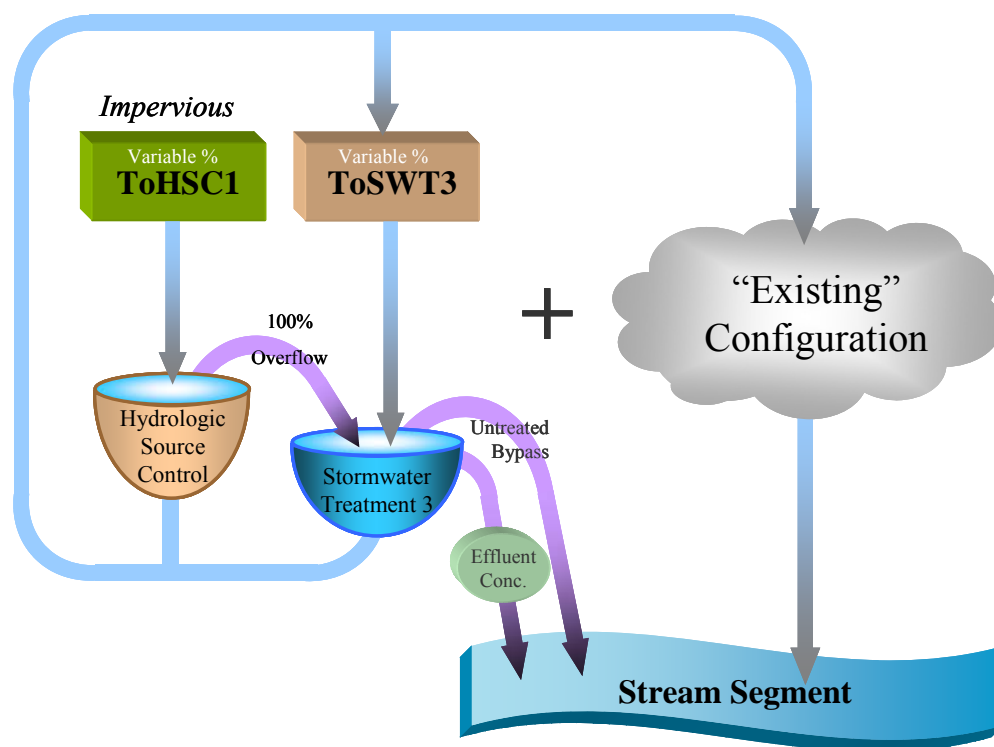 Impervious
Variable %
ToHSC1
Variable %
ToSWT3
100%
Overflow
+
“Existing”
Configuration
Hydrologic
Source
Control
Untreated
Bypass
Stormwater
Treatment 3
Effluent
Conc.
Stream Segment